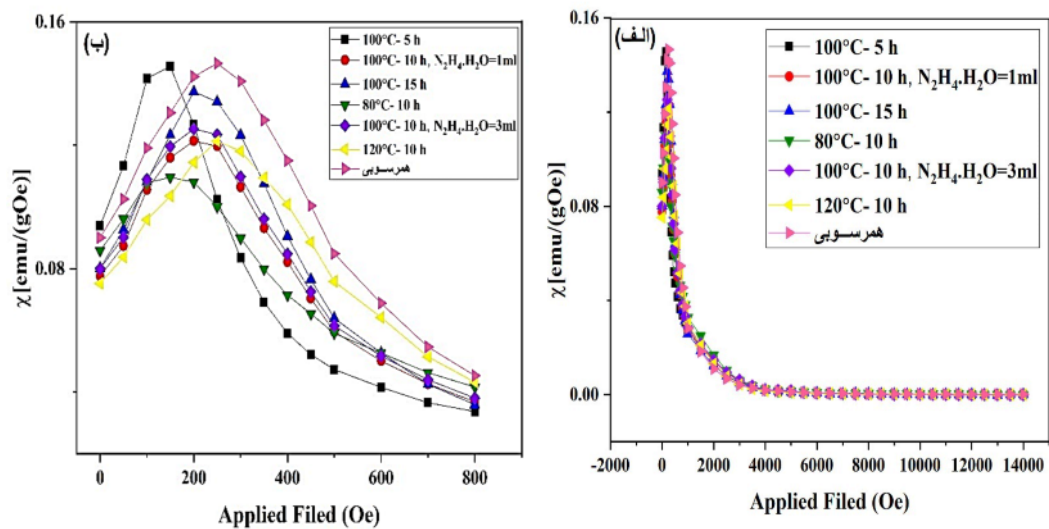 (ب)
0.16
0.08
χ[emu/(gOe)]
0
200
400
600
800
Applied Filed (Oe)
100°C- 5 h
100°C- 10 h, N₂H₄.H₂O=1ml
100°C- 15 h
80°C- 10 h
100°C- 10 h, N₂H₄.H₂O=3ml
120°C- 10 h
همرسوبی
(الف)
0.16
0.08
0.00
χ[emu/(gOe)]
-2000
0
2000
4000
6000
8000
10000
12000
14000
Applied Filed (Oe)
100°C- 5 h
100°C- 10 h, N₂H₄.H₂O=1ml
100°C- 15 h
80°C- 10 h
100°C- 10 h, N₂H₄.H₂O=3ml
120°C- 10 h
همرسـوبی